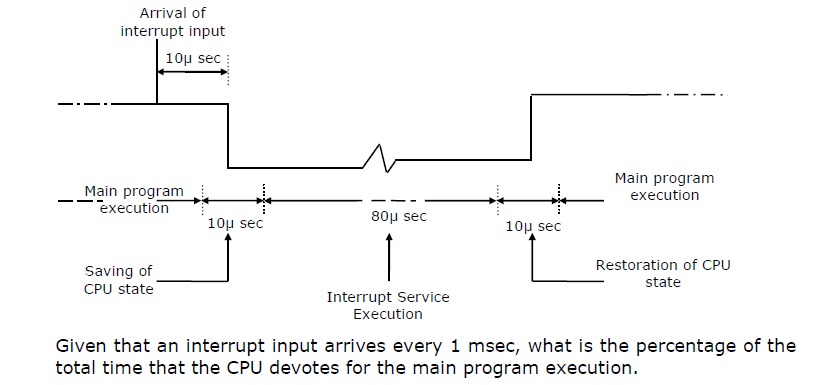 Arrival of
interrupt input
10μ sec
Main program
execution
10μ sec
80μ sec
10μ sec
Main program
execution
Saving of
CPU state
Interrupt Service
Execution
Restoration of CPU
state
Given that an interrupt input arrives every 1 msec, what is the percentage of the
total time that the CPU devotes for the main program execution.